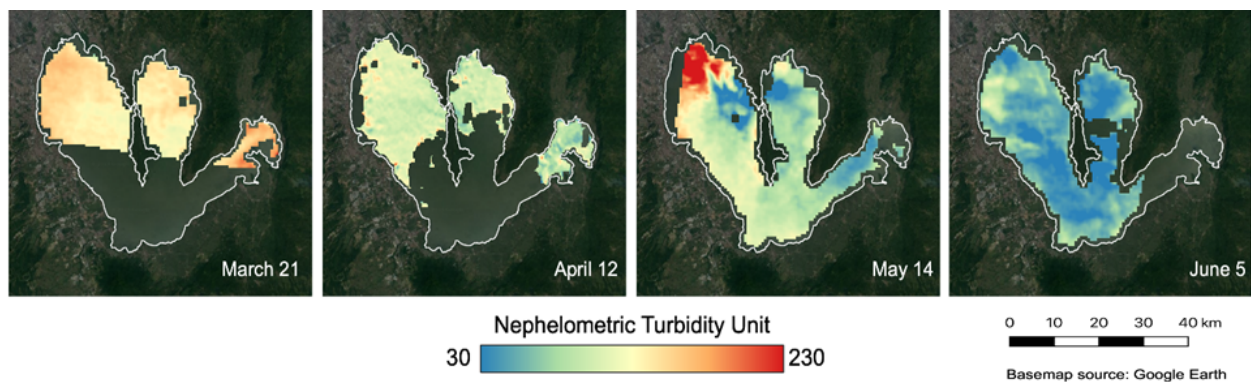 March 21
April 12
May 14
June 5
Nephelometric Turbidity Unit
30
230
0 10 20 30 40 km
Basemap source: Google Earth